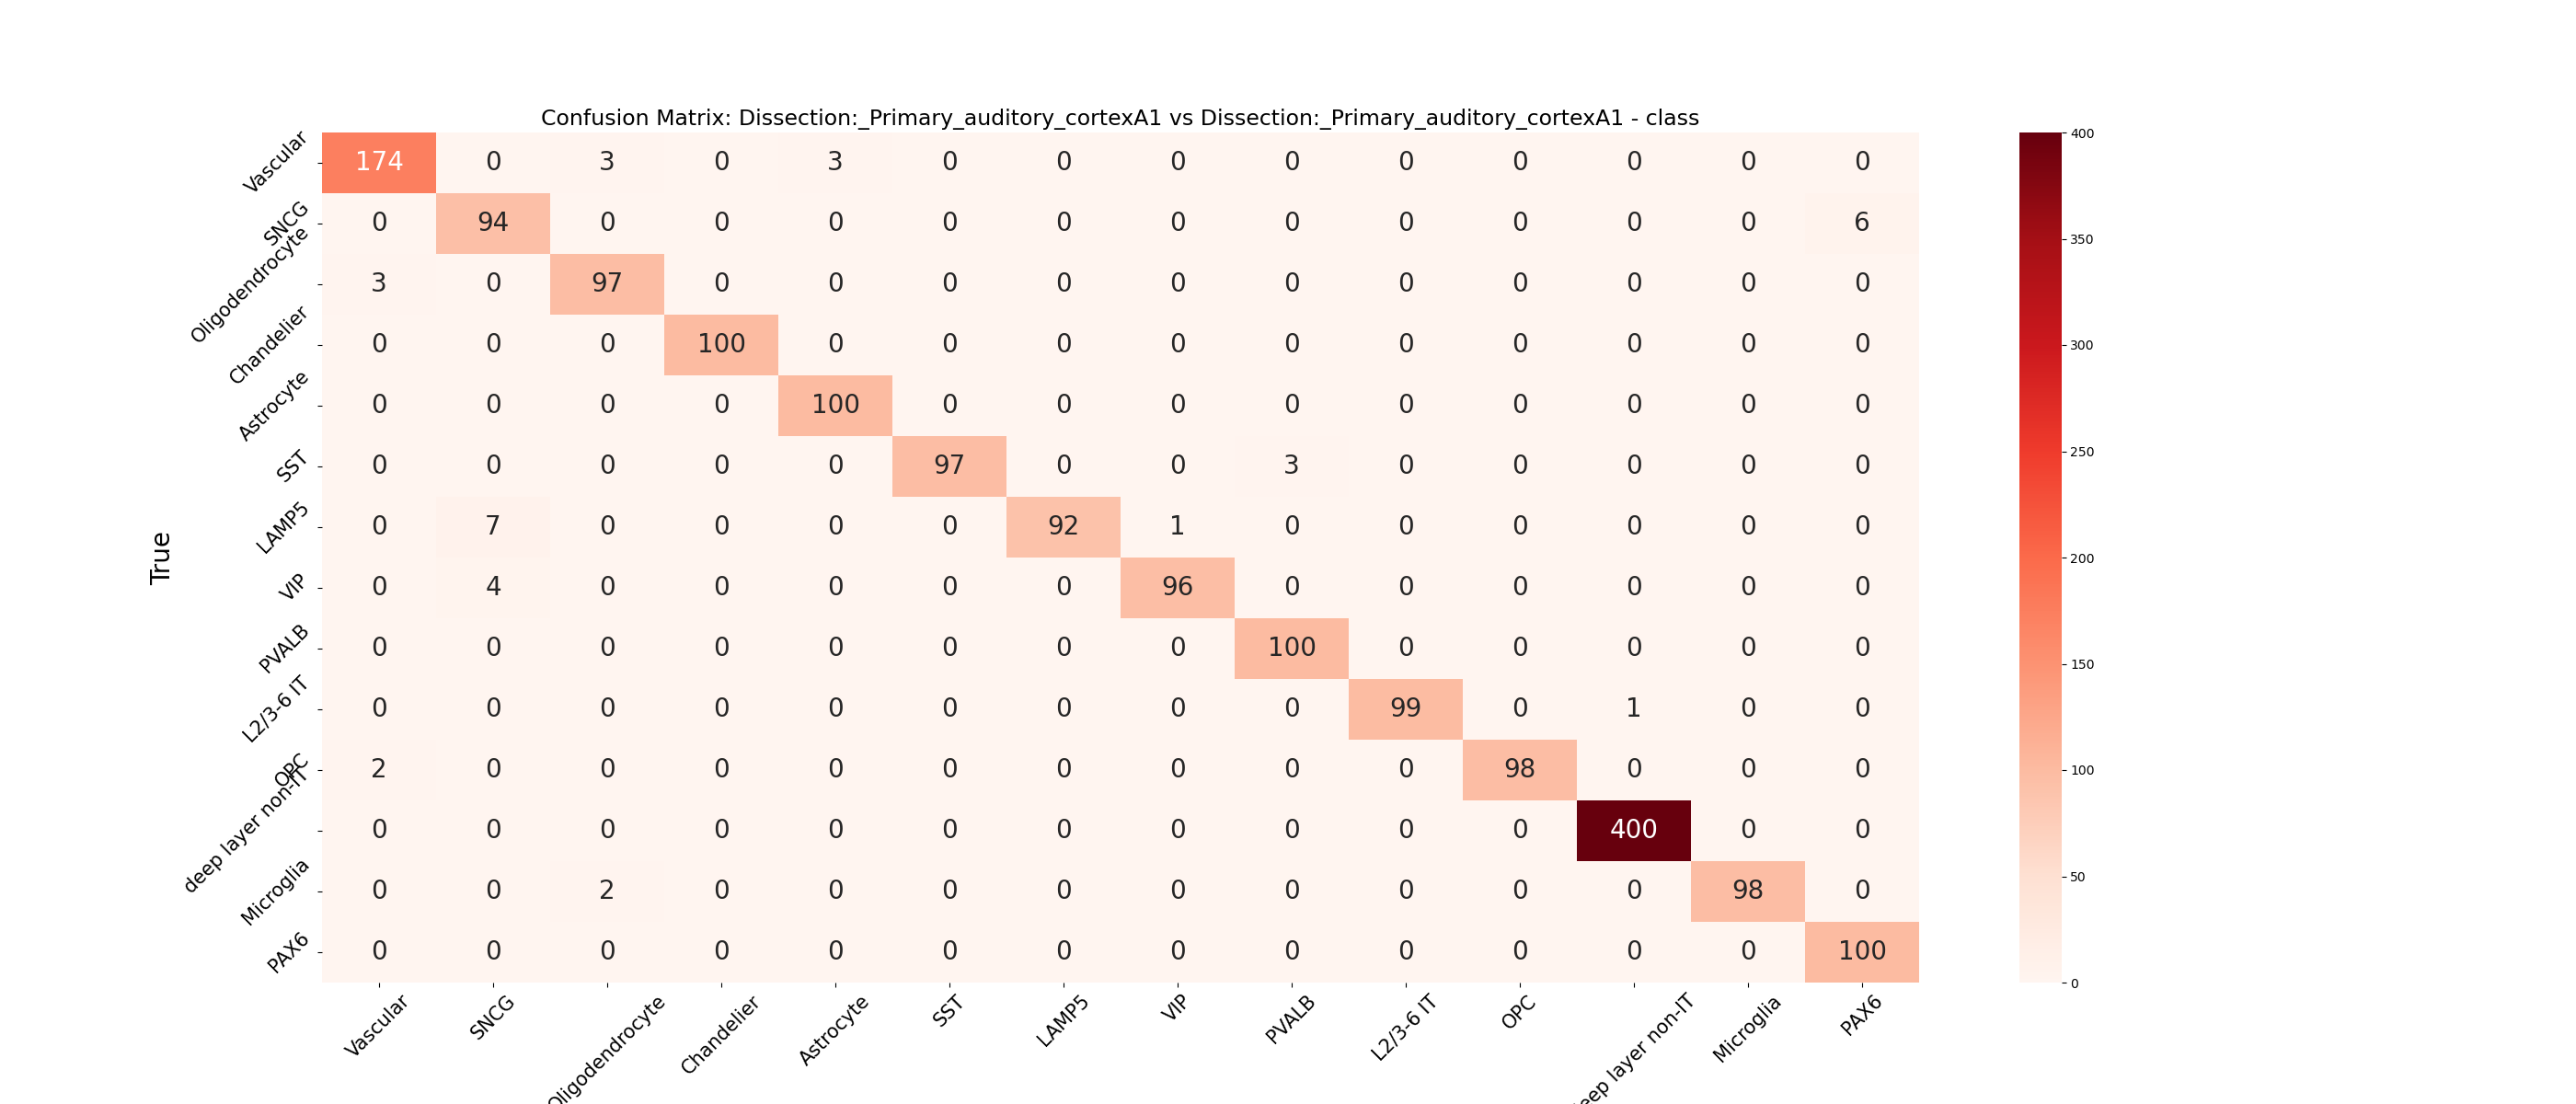 Confusion Matrix: Dissection:_Primary_auditory_cortexA1 vs Dissection:_Primary_auditory_cortexA1 - class
Vascular 174 0 3 0 3 0 0 0 0 0 0 0 0 0
SNCG 0 94 0 0 0 0 0 0 0 0 0 0 0 6
Oligodendrocyte 3 0 97 0 0 0 0 0 0 0 0 0 0 0
Chandelier 0 0 0 100 0 0 0 0 0 0 0 0 0 0
Astrocyte 0 0 0 0 100 0 0 0 0 0 0 0 0 0
SST 0 0 0 0 0 97 0 0 3 0 0 0 0 0
LAMP5 0 7 0 0 0 0 92 1 0 0 0 0 0 0
VIP 0 4 0 0 0 0 0 96 0 0 0 0 0 0
PVALB 0 0 0 0 0 0 0 0 100 0 0 0 0 0
L2/3-6 IT 0 0 0 0 0 0 0 0 0 99 0 1 0 0
OPC 2 0 0 0 0 0 0 0 0 0 98 0 0 0
deep layer non-IT 0 0 0 0 0 0 0 0 0 0 0 400 0 0
Microglia 0 0 2 0 0 0 0 0 0 0 0 0 98 0
PAX6 0 0 0 0 0 0 0 0 0 0 0 0 0 100
True
Vascular SNCG Oligodendrocyte Chandelier Astrocyte SST LAMP5 VIP PVALB L2/3-6 IT OPC eep layer non-IT Microglia PAX6
400
350
300
250
200
150
100
50
0